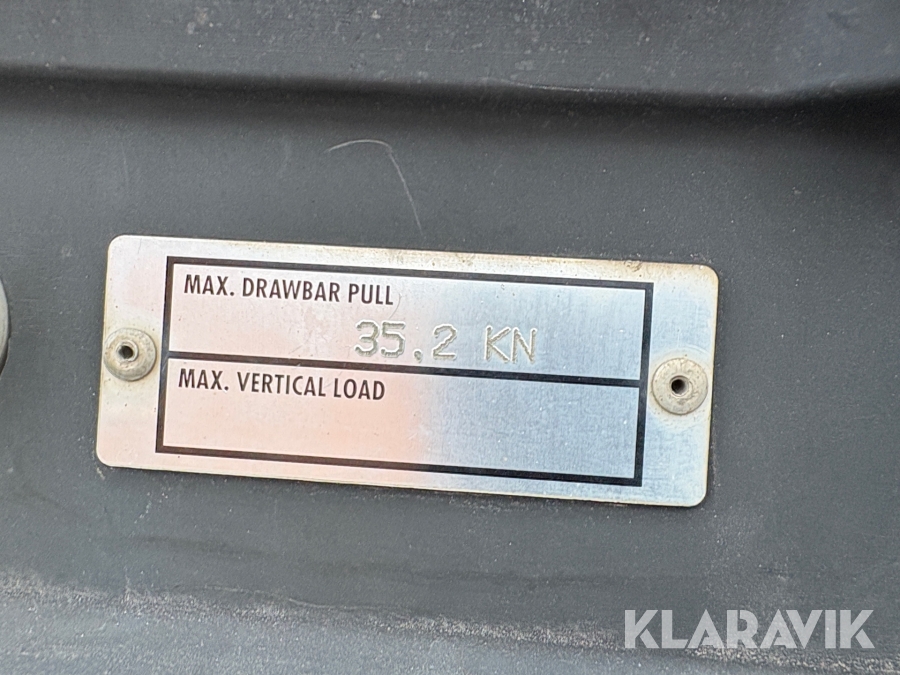 MAX. DRAWBAR PULL
35,2 KN
MAX. VERTICAL LOAD
KLARAVIK